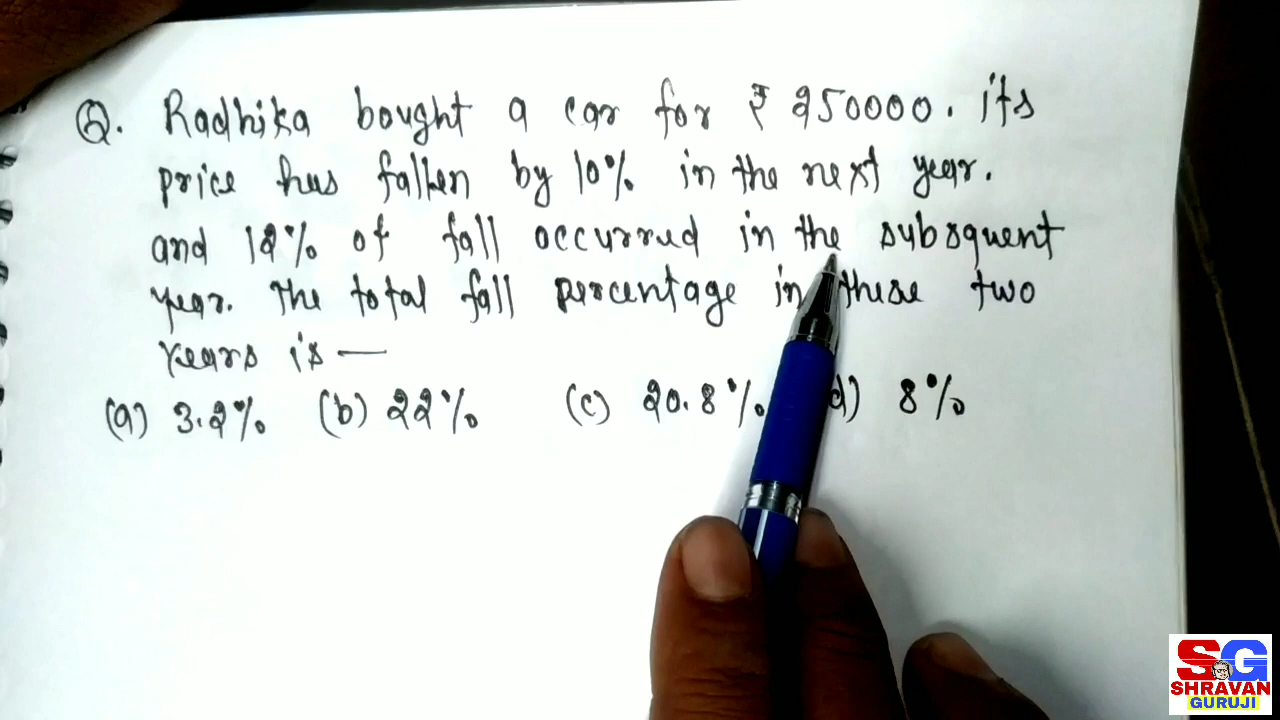 Q. Radhika bought a car for ₹ 250000. its
price has fallen by 10% in the next year.
and 12% of fall occurred in the subsquent
year. The total fall percentage in these two
years is —
(a) 3.2% (b) 22% (c) 20.8% d) 8%
SG
SHRAVAN
GURUJI